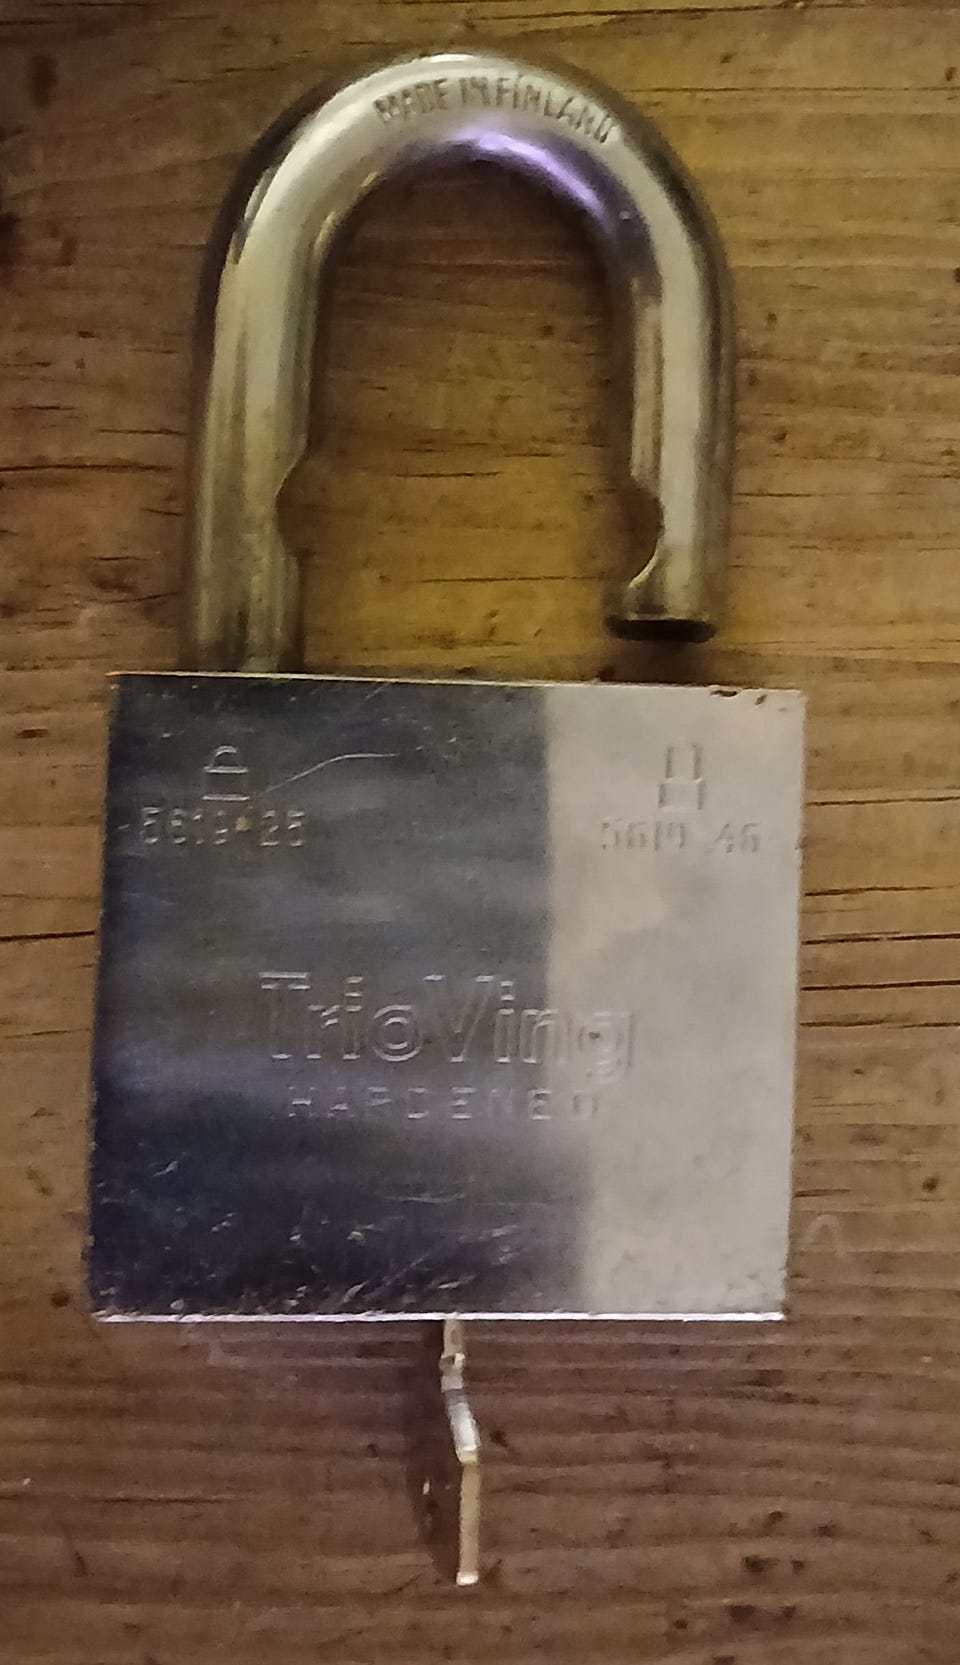 MADE IN FINLAND
5619 25
5619 46
TrioVing
HARDENED